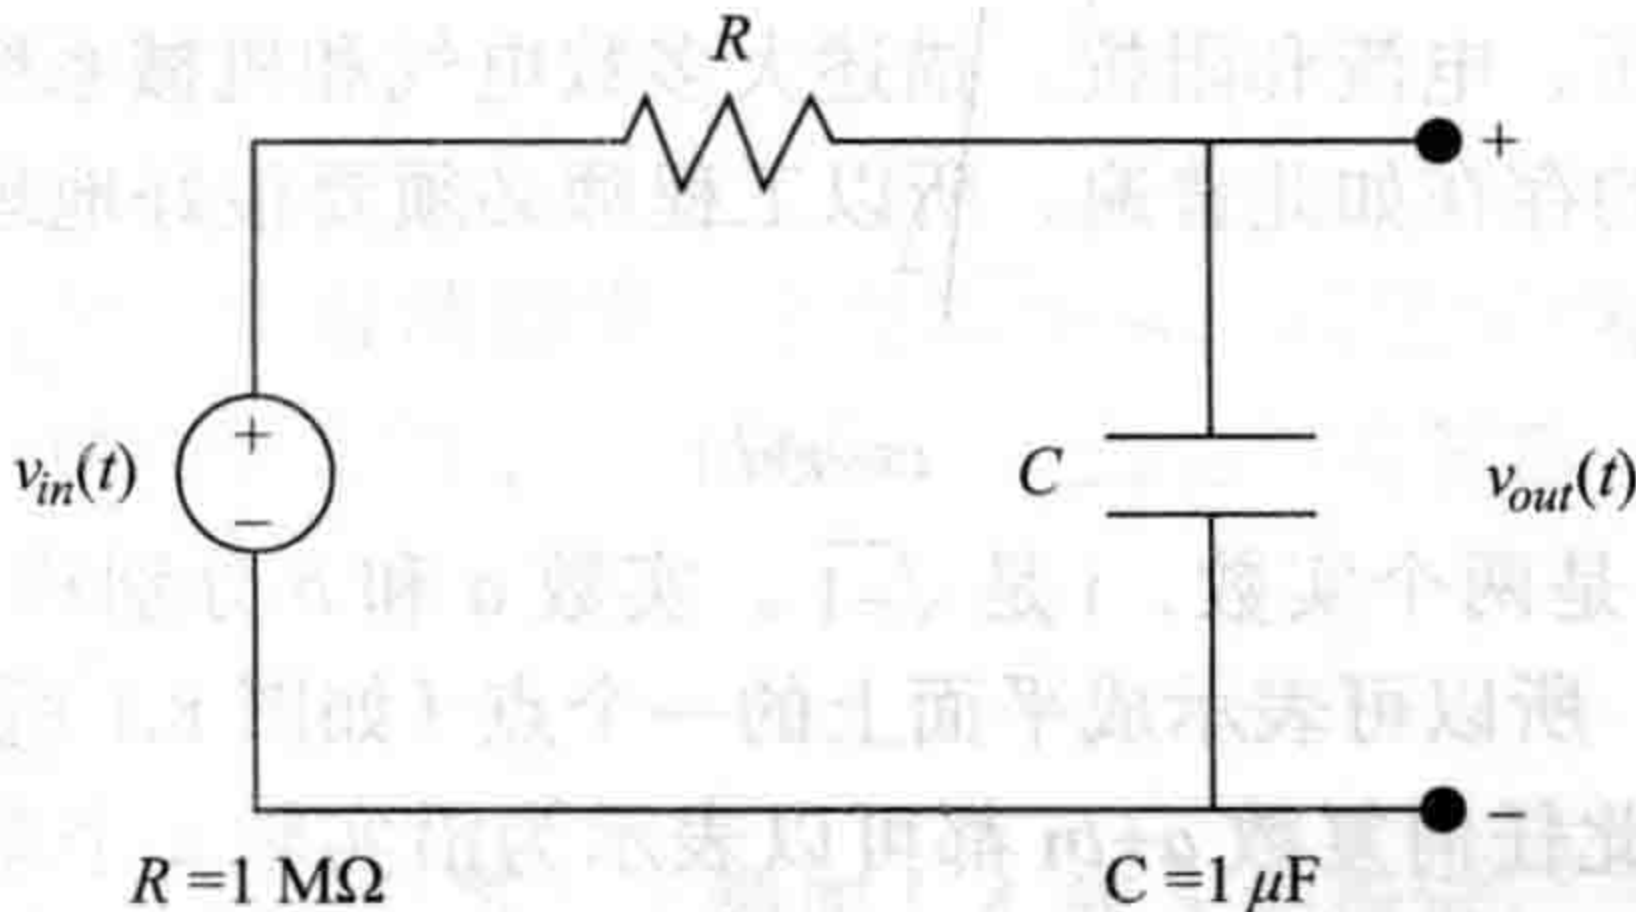 R
+
+
v_in(t)
−
C
v_out(t)
−
R =1 MΩ
C =1 μF